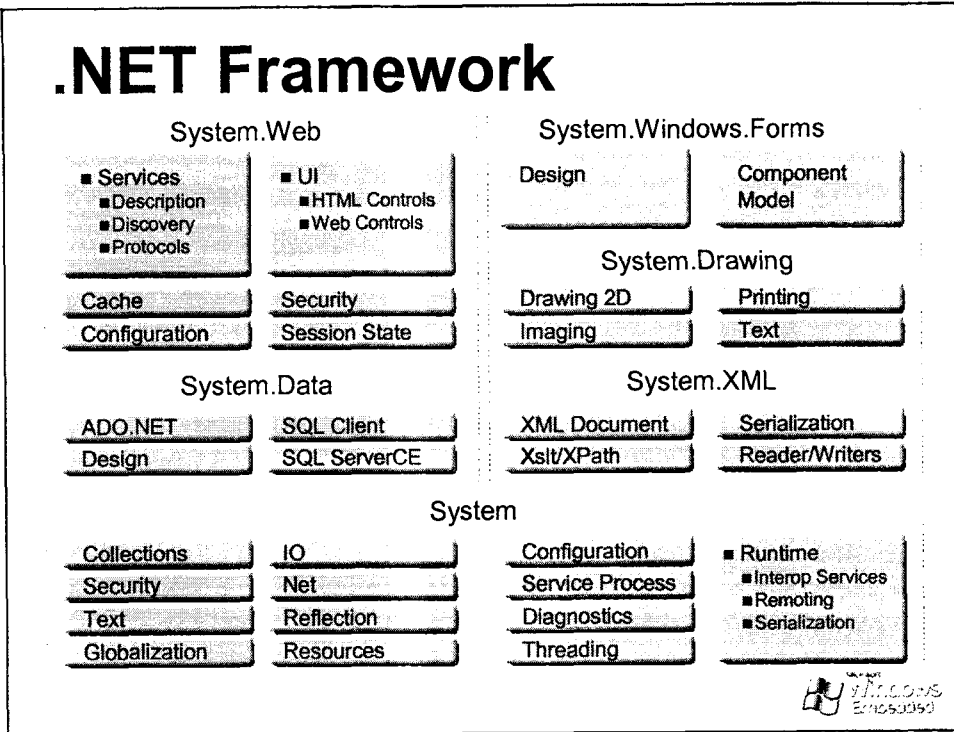 .NET Framework
System.Web
■ Services
■ Description
■ Discovery
■ Protocols
■ UI
■ HTML Controls
■ Web Controls
Cache
Security
Configuration
Session State
System.Windows.Forms
Design
Component
Model
System.Drawing
Drawing 2D
Printing
Imaging
Text
System.Data
ADO.NET
SQL Client
Design
SQL ServerCE
System.XML
XML Document
Serialization
Xslt/XPath
Reader/Writers
System
Collections
IO
Configuration
Security
Net
Service Process
Text
Reflection
Diagnostics
Globalization
Resources
Threading
■ Runtime
■ Interop Services
■ Remoting
■ Serialization
Microsoft
Windows
Embedded